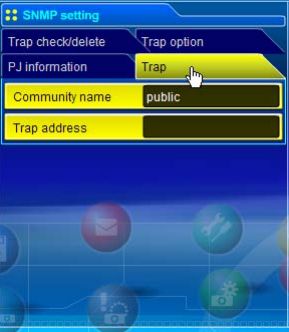 SNMP setting
Trap check/delete Trap option
PJ information Trap
Community name public
Trap address